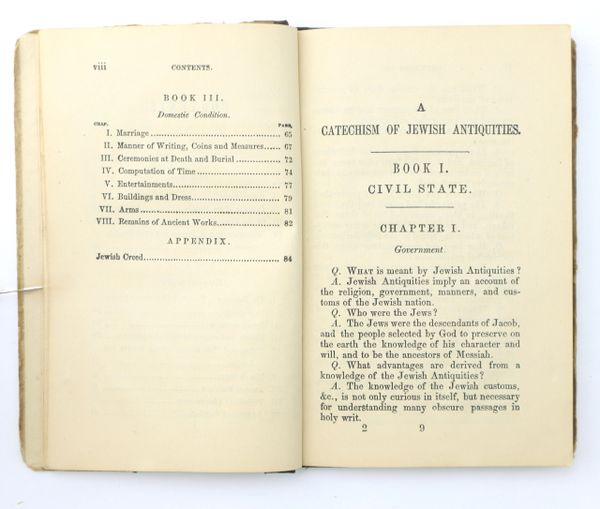 viii CONTENTS.
BOOK III.
Domestic Condition.
CHAP. PAGE,
I. Marriage 65
II. Manner of Writing, Coins and Measures 67
III. Ceremonies at Death and Burial 72
IV. Computation of Time 74
V. Entertainments 77
VI. Buildings and Dress 79
VII. Arms 81
VIII. Remains of Ancient Works 82
APPENDIX.
Jewish Creed 84
A
CATECHISM OF JEWISH ANTIQUITIES.
BOOK I.
CIVIL STATE.
CHAPTER I.
Government.
Q. WHAT is meant by Jewish Antiquities?
A. Jewish Antiquities imply an account of
the religion, government, manners, and cus-
toms of the Jewish nation.
Q. Who were the Jews?
A. The Jews were the descendants of Jacob,
and the people selected by God to preserve on
the earth the knowledge of his character and
will, and to be the ancestors of Messiah.
Q. What advantages are derived from a
knowledge of the Jewish Antiquities?
A. The knowledge of the Jewish customs,
&c., is not only curious in itself, but necessary
for understanding many obscure passages in
holy writ.
2 9